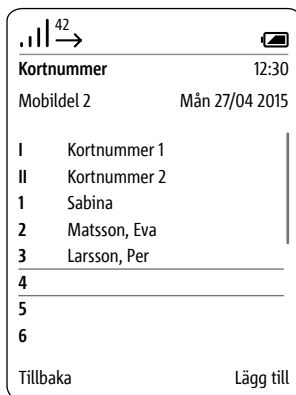 42
Kortnummer 12:30
Mobildel 2 Mån 27/04 2015
I Kortnummer 1
II Kortnummer 2
1 Sabina
2 Matsson, Eva
3 Larsson, Per
4
5
6
Tillbaka Lägg till